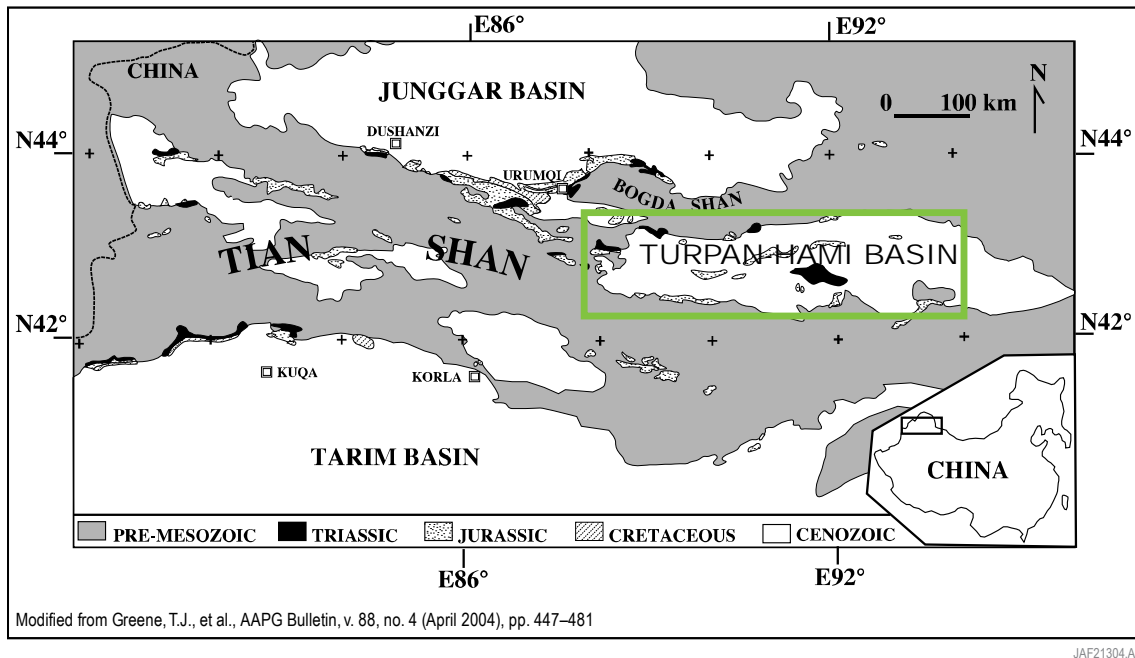 E86° E92°
CHINA
JUNGGAR BASIN
N
0 100 km
DUSHANZI
N44° N44°
URUMQI
BOGDA SHAN
TIAN SHAN
TURPAN-HAMI BASIN
N42° N42°
KUQA
KORLA
TARIM BASIN
CHINA
PRE-MESOZOIC TRIASSIC JURASSIC CRETACEOUS CENOZOIC
E86° E92°
Modified from Greene, T.J., et al., AAPG Bulletin, v. 88, no. 4 (April 2004), pp. 447–481
JAF21304.A